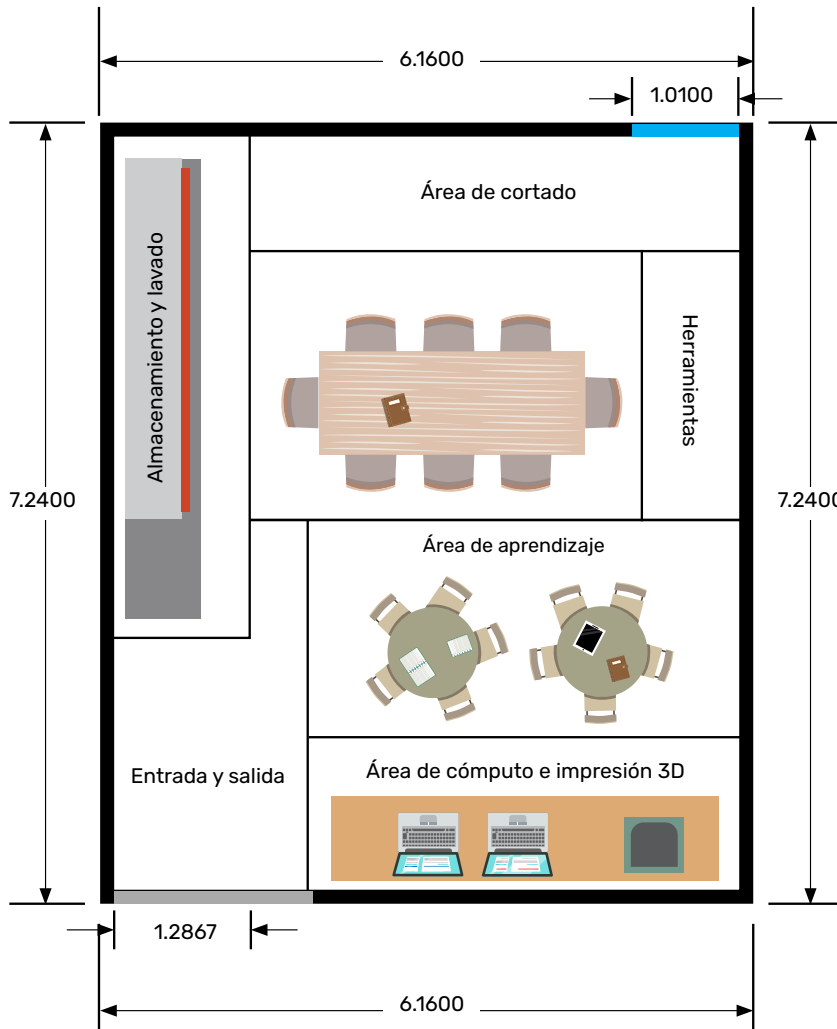 6.1600
1.0100
Área de cortado
Almacenamiento y lavado
Herramientas
7.2400
7.2400
Área de aprendizaje
Entrada y salida
Área de cómputo e impresión 3D
1.2867
6.1600